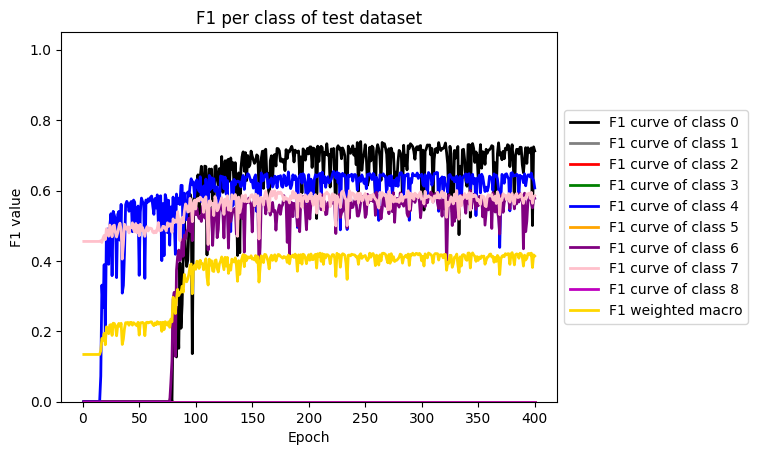 F1 per class of test dataset
F1 value
1.0
0.8
0.6
0.4
0.2
0.0
0
50
100
150
200
250
300
350
400
Epoch
F1 curve of class 0
F1 curve of class 1
F1 curve of class 2
F1 curve of class 3
F1 curve of class 4
F1 curve of class 5
F1 curve of class 6
F1 curve of class 7
F1 curve of class 8
F1 weighted macro